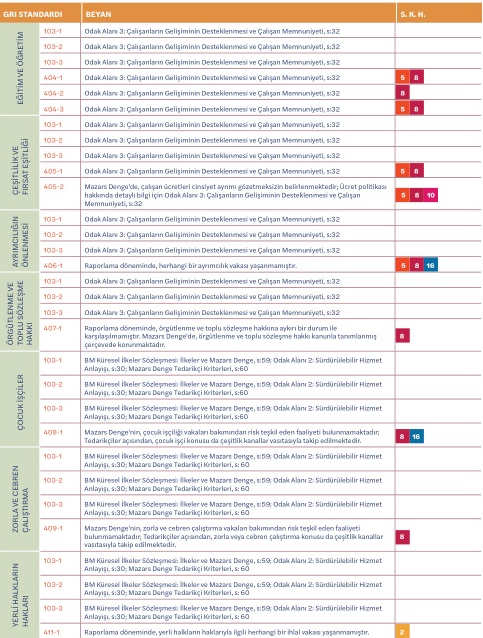 GRI STANDARDI BEYAN S. K. H.
EĞİTİM VE ÖĞRETİM
103-1 Odak Alanı 3: Çalışanların Gelişiminin Desteklenmesi ve Çalışan Memnuniyeti, s:32
103-2 Odak Alanı 3: Çalışanların Gelişiminin Desteklenmesi ve Çalışan Memnuniyeti, s:32
103-3 Odak Alanı 3: Çalışanların Gelişiminin Desteklenmesi ve Çalışan Memnuniyeti, s:32
404-1 Odak Alanı 3: Çalışanların Gelişiminin Desteklenmesi ve Çalışan Memnuniyeti, s:32 5 8
404-2 Odak Alanı 3: Çalışanların Gelişiminin Desteklenmesi ve Çalışan Memnuniyeti, s:32 8
404-3 Odak Alanı 3: Çalışanların Gelişiminin Desteklenmesi ve Çalışan Memnuniyeti, s:32 5 8
ÇEŞİTLİLİK VE
FIRSAT EŞİTLİĞİ
103-1 Odak Alanı 3: Çalışanların Gelişiminin Desteklenmesi ve Çalışan Memnuniyeti, s:32
103-2 Odak Alanı 3: Çalışanların Gelişiminin Desteklenmesi ve Çalışan Memnuniyeti, s:32
103-3 Odak Alanı 3: Çalışanların Gelişiminin Desteklenmesi ve Çalışan Memnuniyeti, s:32
405-1 Odak Alanı 3: Çalışanların Gelişiminin Desteklenmesi ve Çalışan Memnuniyeti, s:32 5 8
405-2 Mazars Denge'de, çalışan ücretleri cinsiyet ayrımı gözetmeksizin belirlenmektedir; Ücret politikası
hakkında detaylı bilgi için Odak Alanı 3: Çalışanların Gelişiminin Desteklenmesi ve Çalışan
Memnuniyeti, s:32 5 8 10
AYRIMCILIĞIN
ÖNLENMESİ
103-1 Odak Alanı 3: Çalışanların Gelişiminin Desteklenmesi ve Çalışan Memnuniyeti, s:32
103-2 Odak Alanı 3: Çalışanların Gelişiminin Desteklenmesi ve Çalışan Memnuniyeti, s:32
103-3 Odak Alanı 3: Çalışanların Gelişiminin Desteklenmesi ve Çalışan Memnuniyeti, s:32
406-1 Raporlama döneminde, herhangi bir ayrımcılık vakası yaşanmamıştır. 5 8 16
ÖRGÜTLENME VE
TOPLU SÖZLEŞME
HAKKI
103-1 Odak Alanı 3: Çalışanların Gelişiminin Desteklenmesi ve Çalışan Memnuniyeti, s:32
103-2 Odak Alanı 3: Çalışanların Gelişiminin Desteklenmesi ve Çalışan Memnuniyeti, s:32
103-3 Odak Alanı 3: Çalışanların Gelişiminin Desteklenmesi ve Çalışan Memnuniyeti, s:32
407-1 Raporlama döneminde, örgütlenme ve toplu sözleşme hakkına aykırı bir durum ile
karşılaşılmamıştır. Mazars Denge'de, örgütlenme ve toplu sözleşme hakkı kanunla tanımlanmış
çerçevede korunmaktadır. 8
ÇOCUK İŞÇİLER
103-1 BM Küresel İlkeler Sözleşmesi: İlkeler ve Mazars Denge, s:59; Odak Alanı 2: Sürdürülebilir Hizmet
Anlayışı, s:30; Mazars Denge Tedarikçi Kriterleri, s:60
103-2 BM Küresel İlkeler Sözleşmesi: İlkeler ve Mazars Denge, s:59; Odak Alanı 2: Sürdürülebilir Hizmet
Anlayışı, s:30; Mazars Denge Tedarikçi Kriterleri, s:60
103-3 BM Küresel İlkeler Sözleşmesi: İlkeler ve Mazars Denge, s:59; Odak Alanı 2: Sürdürülebilir Hizmet
Anlayışı, s:30; Mazars Denge Tedarikçi Kriterleri, s:60
408-1 Mazars Denge'nin, çocuk işçiliği vakaları bakımından risk teşkil eden faaliyeti bulunmamaktadır;
Tedarikçiler açısından, çocuk işçi konusu da çeşitlik kanallar vasıtasıyla takip edilmektedir. 8 16
ZORLA VE CEBREN
ÇALIŞTIRMA
103-1 BM Küresel İlkeler Sözleşmesi: İlkeler ve Mazars Denge, s:59; Odak Alanı 2: Sürdürülebilir Hizmet
Anlayışı, s:30; Mazars Denge Tedarikçi Kriterleri, s: 60
103-2 BM Küresel İlkeler Sözleşmesi: İlkeler ve Mazars Denge, s:59; Odak Alanı 2: Sürdürülebilir Hizmet
Anlayışı, s:30; Mazars Denge Tedarikçi Kriterleri, s: 60
103-3 BM Küresel İlkeler Sözleşmesi: İlkeler ve Mazars Denge, s:59; Odak Alanı 2: Sürdürülebilir Hizmet
Anlayışı, s:30; Mazars Denge Tedarikçi Kriterleri, s: 60
409-1 Mazars Denge'nin, zorla ve cebren çalıştırma vakaları bakımından risk teşkil eden faaliyeti
bulunmamaktadır; Tedarikçiler açısından, zorla veya cebren çalıştırma konusu da çeşitlik kanallar
vasıtasıyla takip edilmektedir. 8
YERLİ HALKLARIN
HAKLARI
103-1 BM Küresel İlkeler Sözleşmesi: İlkeler ve Mazars Denge, s:59; Odak Alanı 2: Sürdürülebilir Hizmet
Anlayışı, s:30; Mazars Denge Tedarikçi Kriterleri, s: 60
103-2 BM Küresel İlkeler Sözleşmesi: İlkeler ve Mazars Denge, s:59; Odak Alanı 2: Sürdürülebilir Hizmet
Anlayışı, s:30; Mazars Denge Tedarikçi Kriterleri, s: 60
103-3 BM Küresel İlkeler Sözleşmesi: İlkeler ve Mazars Denge, s:59; Odak Alanı 2: Sürdürülebilir Hizmet
Anlayışı, s:30; Mazars Denge Tedarikçi Kriterleri, s: 60
411-1 Raporlama döneminde, yerli halkların haklarıyla ilgili herhangi bir ihlal vakası yaşanmamıştır. 2